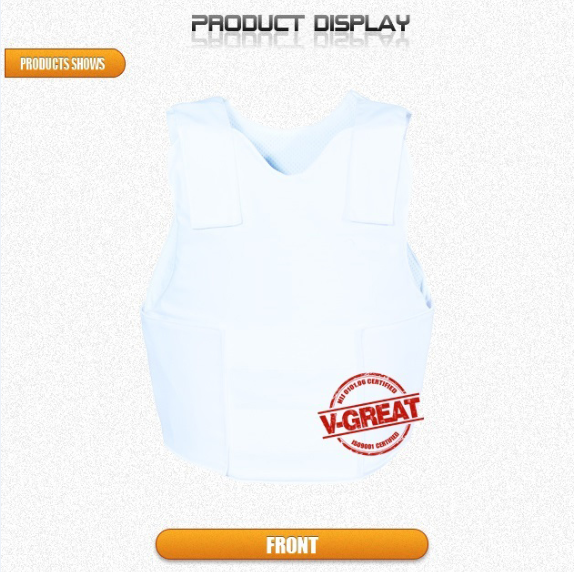 PRODUCT DISPLAY
PRODUCTS SHOWS
NIJ 0101.06 CERTIFIED
V-GREAT
ISO9001 CERTIFIED
FRONT